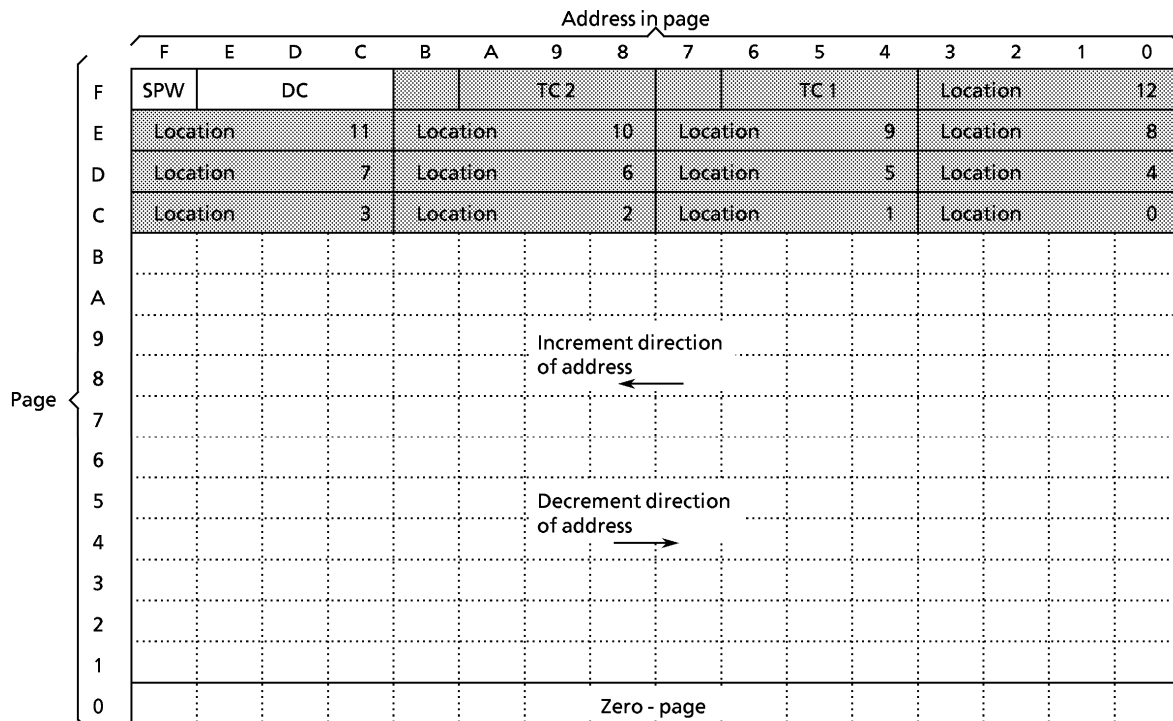 Address in page
F E D C B A 9 8 7 6 5 4 3 2 1 0
F SPW DC TC 2 TC 1 Location 12
E Location 11 Location 10 Location 9 Location 8
D Location 7 Location 6 Location 5 Location 4
C Location 3 Location 2 Location 1 Location 0
B
A
9 Increment direction
of address
8
Page
7
6
5 Decrement direction
of address
4
3
2
1
0 Zero - page